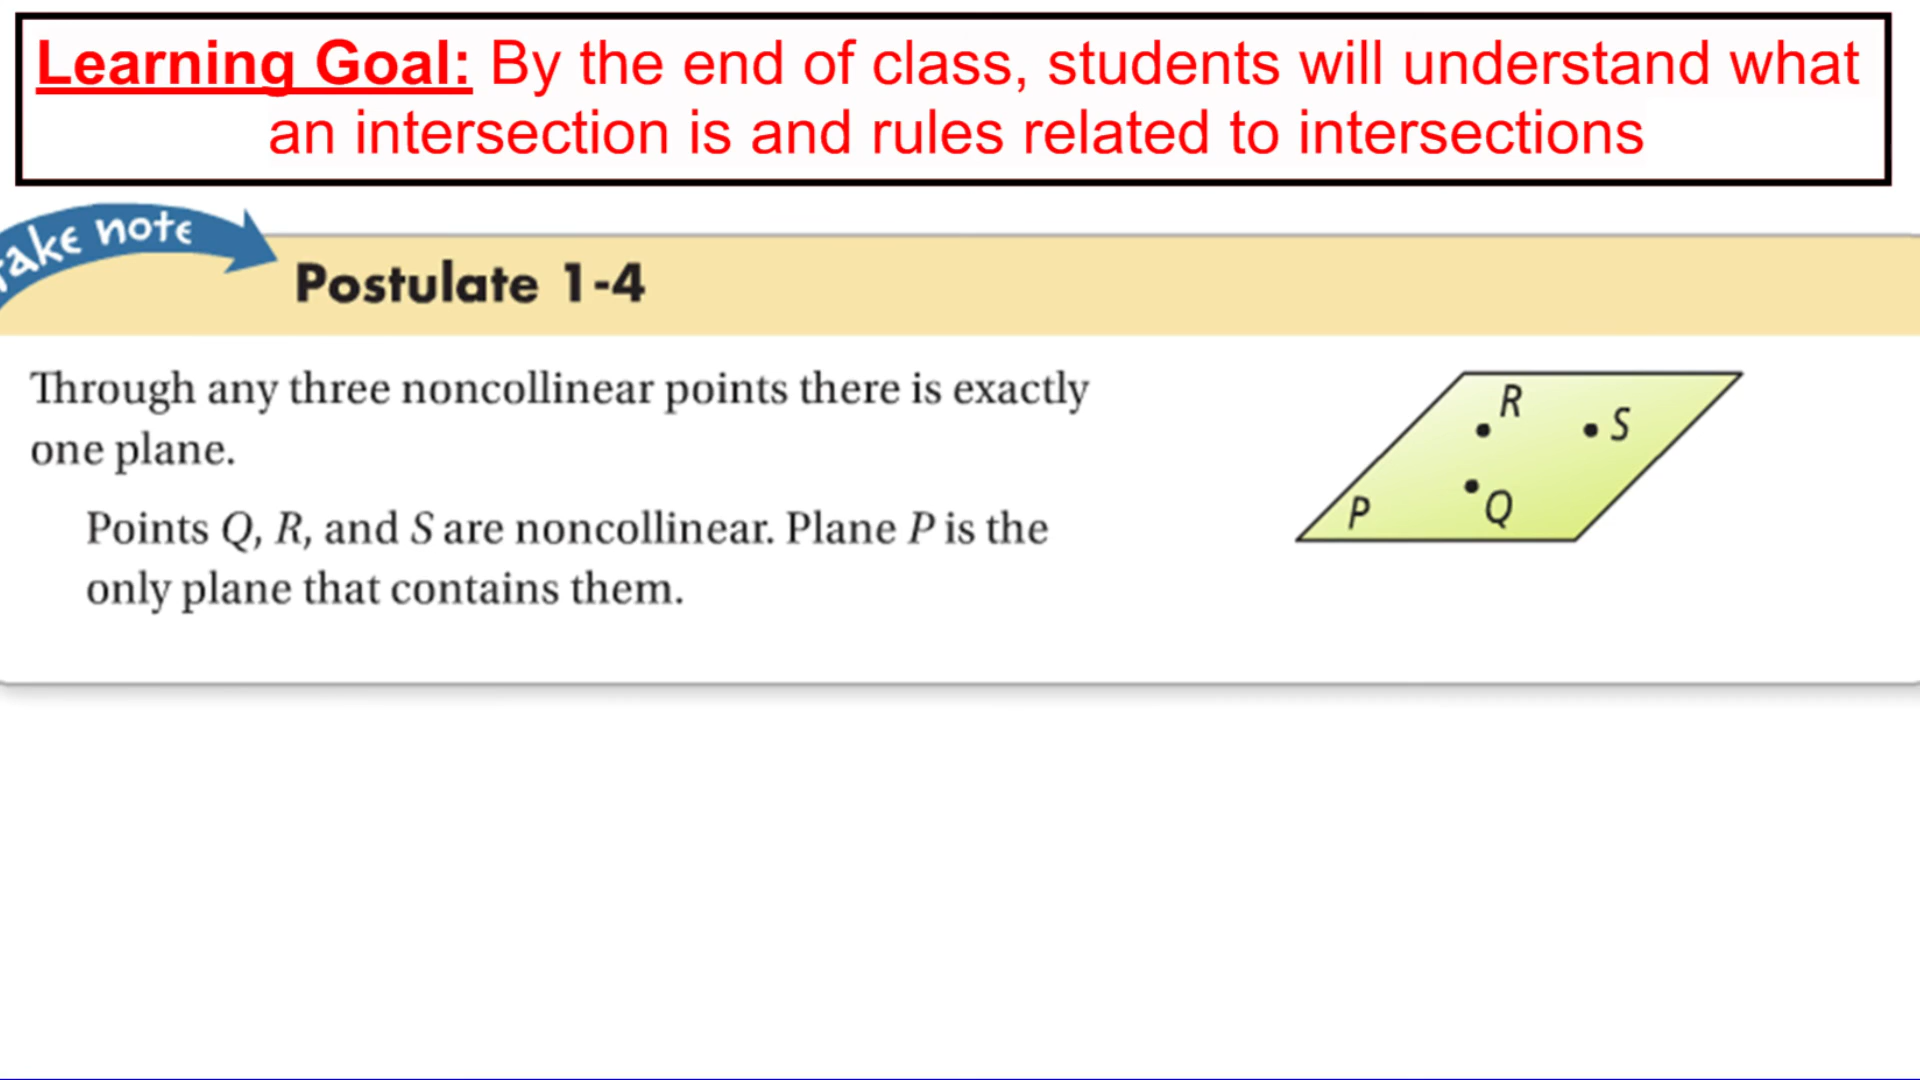 Learning Goal: By the end of class, students will understand what
an intersection is and rules related to intersections
take note
Postulate 1-4
Through any three noncollinear points there is exactly
one plane.
Points Q, R, and S are noncollinear. Plane P is the
only plane that contains them.
R
S
Q
P